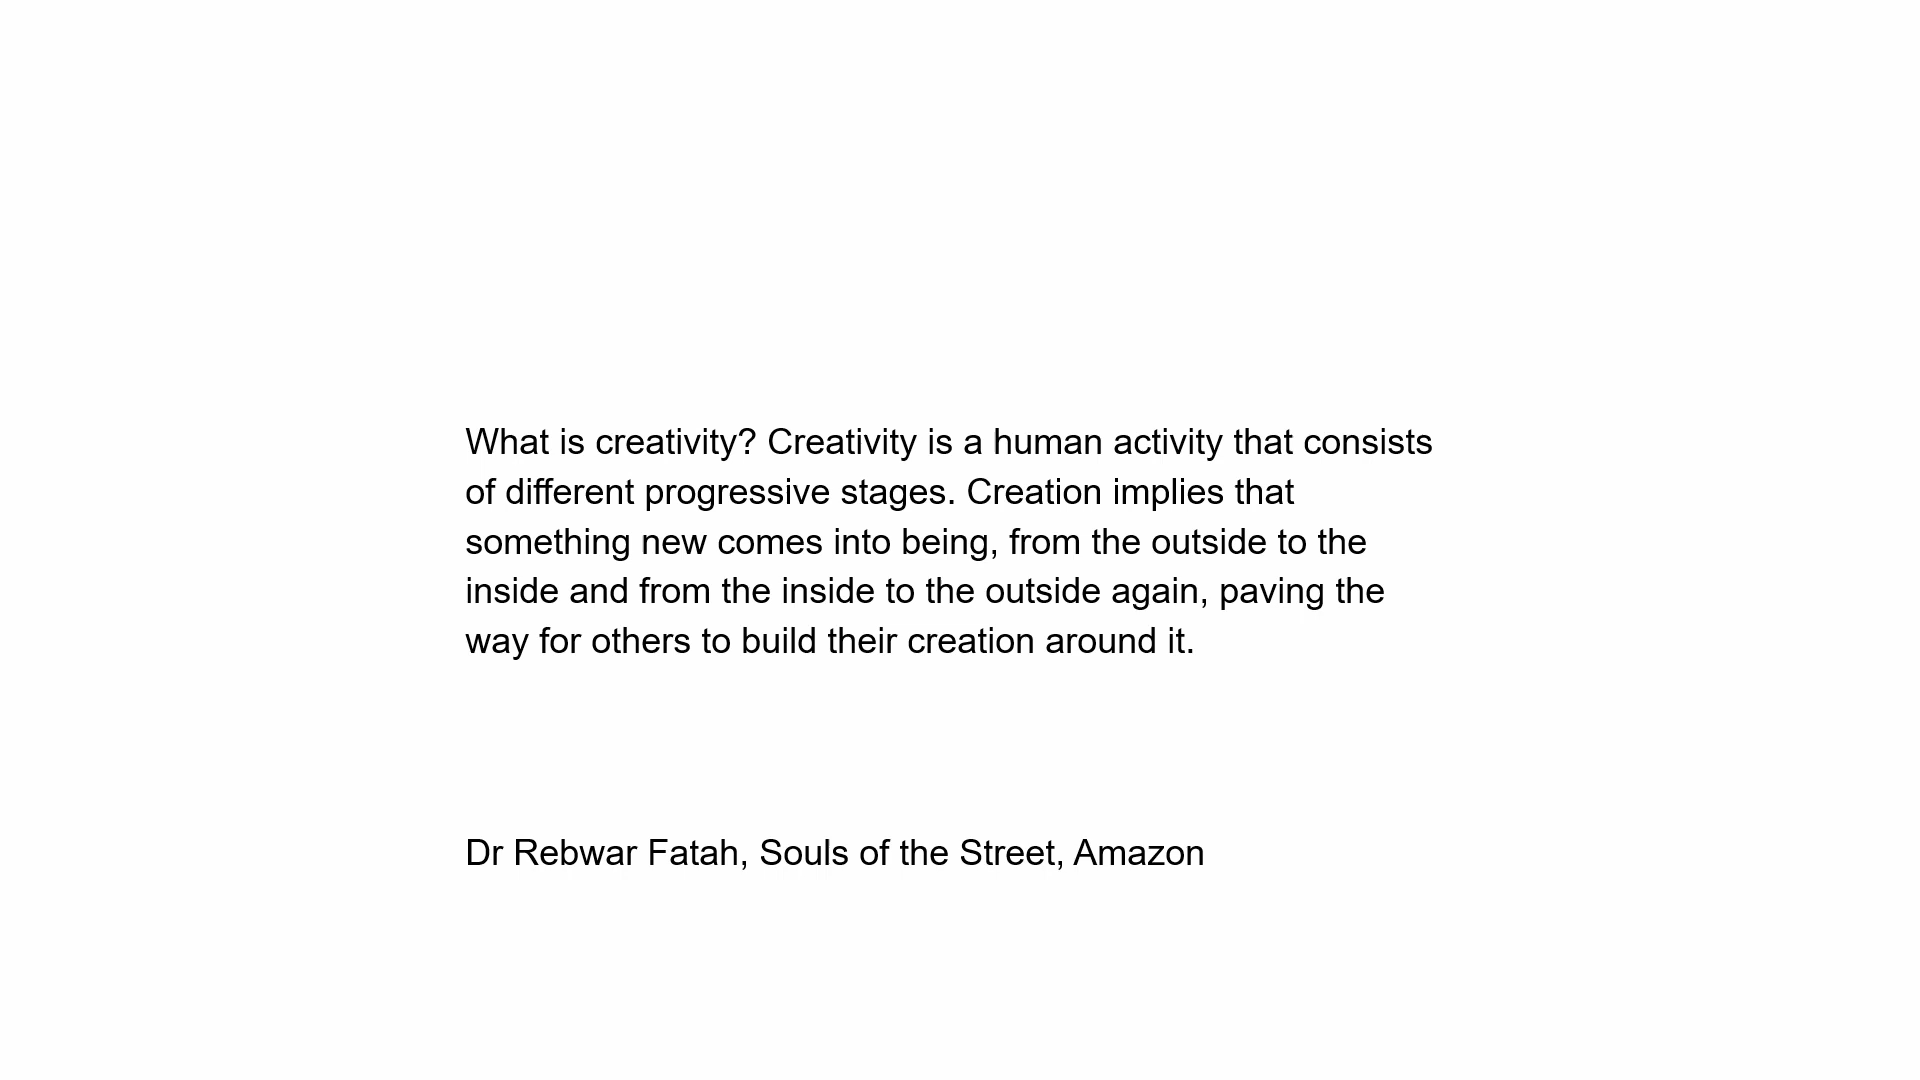 What is creativity? Creativity is a human activity that consists
of different progressive stages. Creation implies that
something new comes into being, from the outside to the
inside and from the inside to the outside again, paving the
way for others to build their creation around it.
Dr Rebwar Fatah, Souls of the Street, Amazon